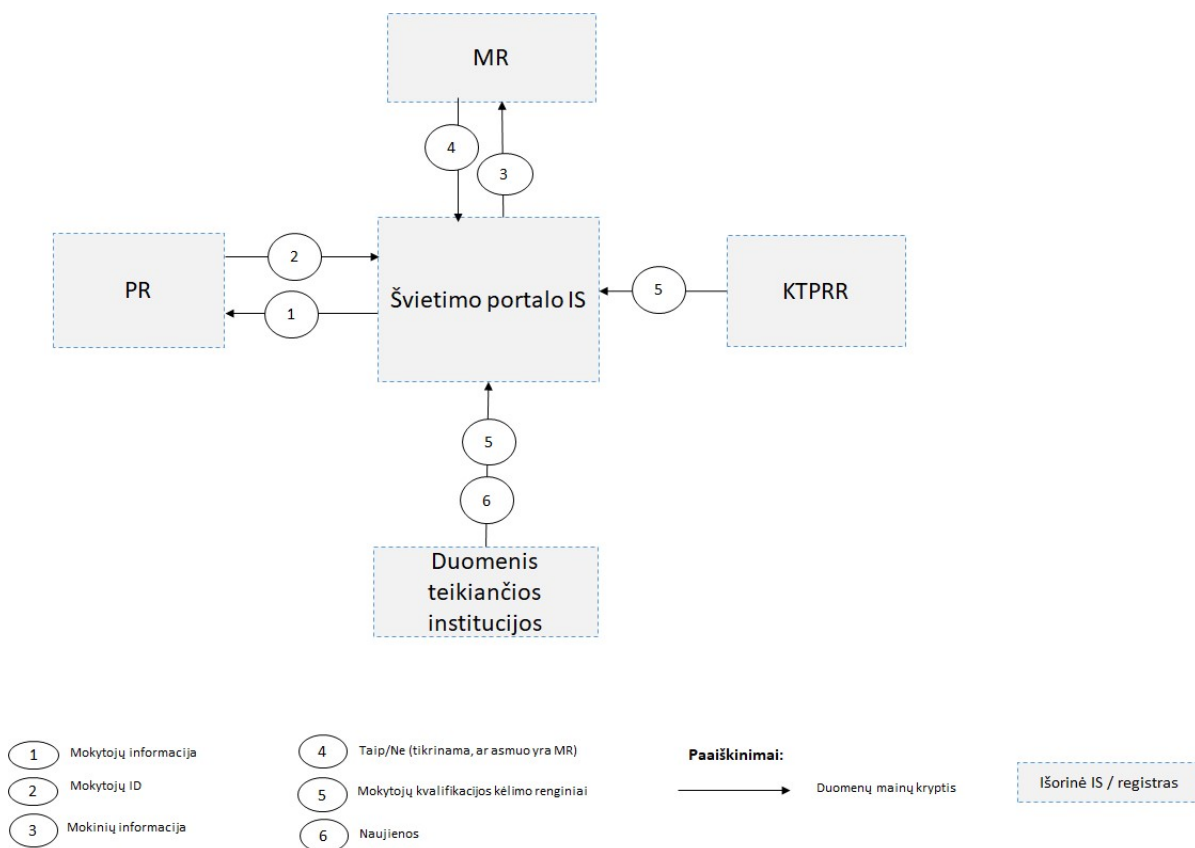 MR
4
3
PR
2
1
Švietimo portalo IS
5
KTPRR
5
6
Duomenis
teikiančios
institucijos
1 Mokytojų informacija
2 Mokytojų ID
3 Mokinių informacija
4 Taip/Ne (tikrinama, ar asmuo yra MR)
5 Mokytojų kvalifikacijos kėlimo renginiai
6 Naujienos
Paaiškinimai:
Duomenų mainų kryptis
Išorinė IS / registras